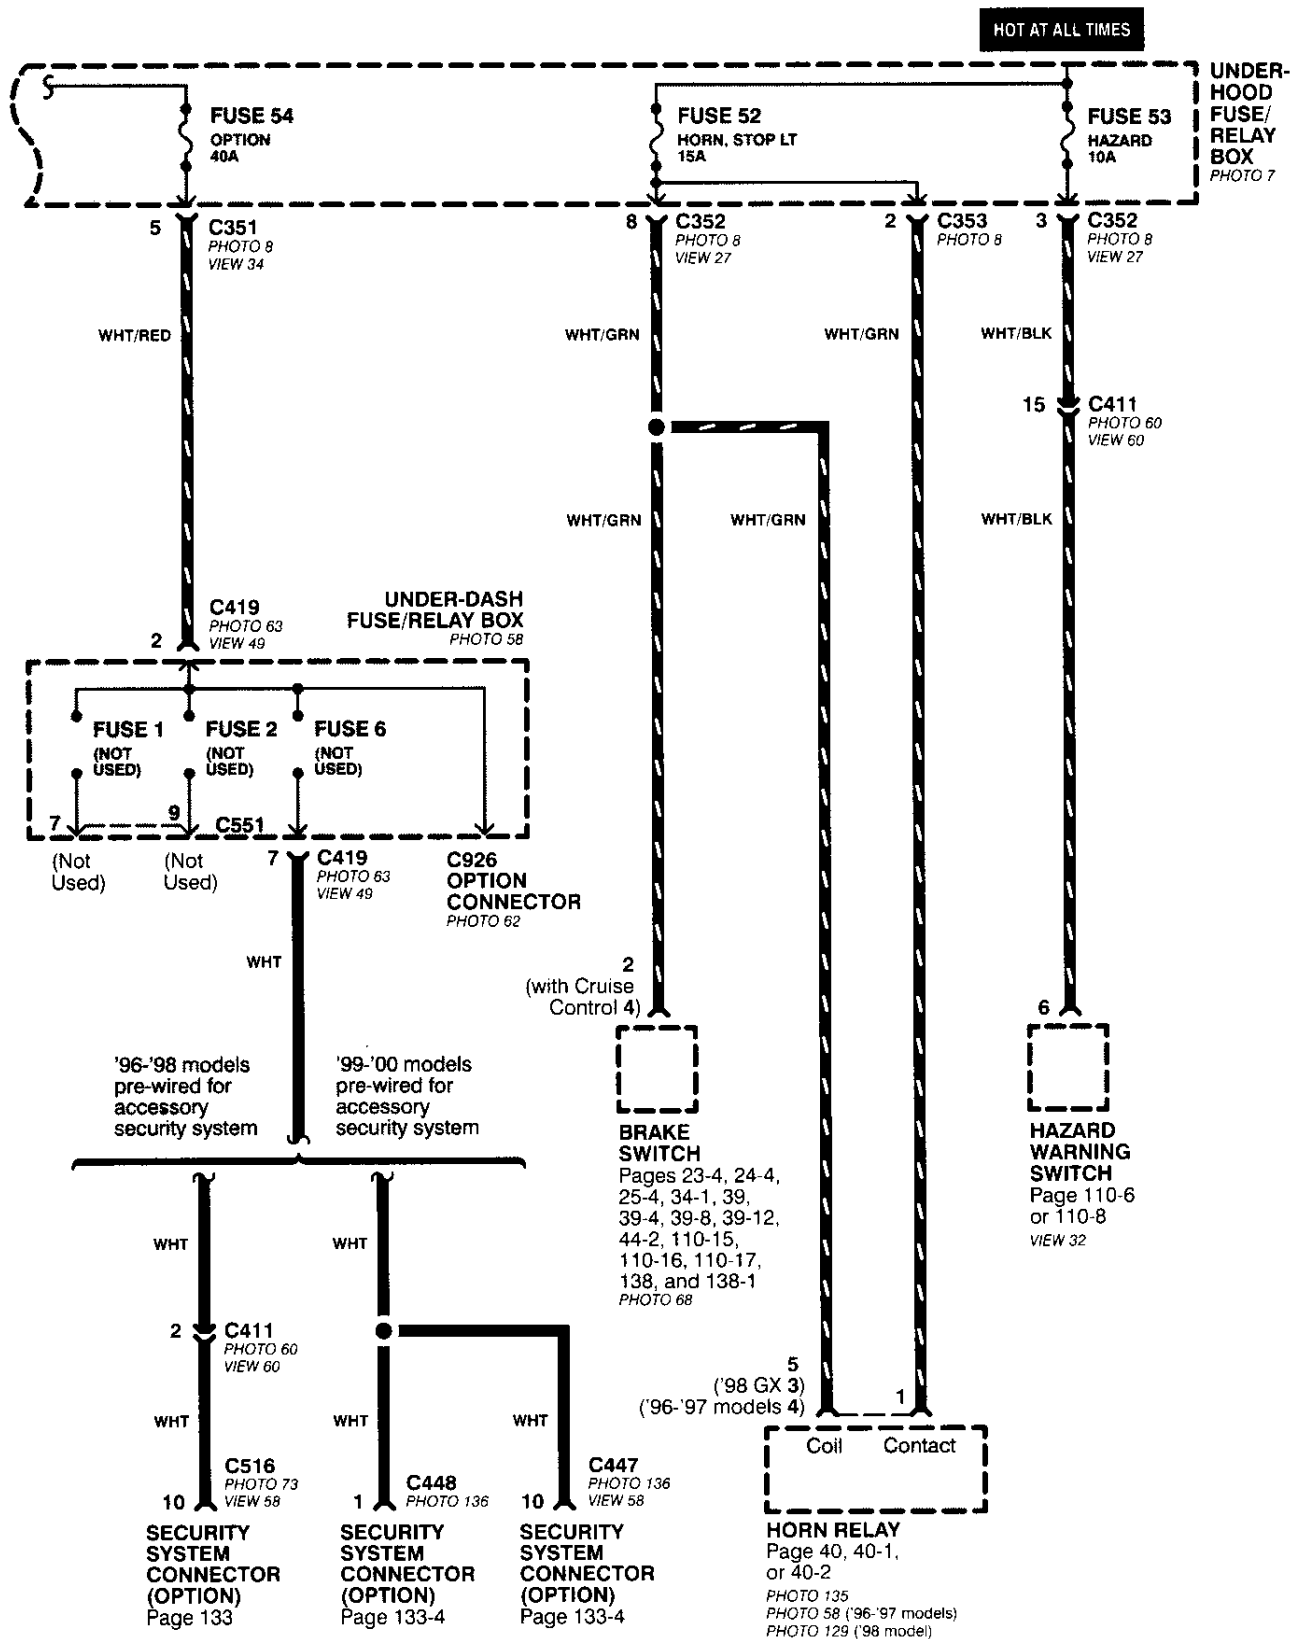 HOT AT ALL TIMES
UNDER-
HOOD
FUSE/
RELAY
BOX
PHOTO 7
FUSE 54
OPTION
40A
FUSE 52
HORN, STOP LT
15A
FUSE 53
HAZARD
10A
5
C351
PHOTO 8
VIEW 34
8
C352
PHOTO 8
VIEW 27
2
C353
PHOTO 8
3
C352
PHOTO 8
VIEW 27
WHT/RED
WHT/GRN
WHT/GRN
WHT/BLK
15
C411
PHOTO 60
VIEW 60
WHT/GRN
WHT/GRN
WHT/BLK
2
C419
PHOTO 63
VIEW 49
UNDER-DASH
FUSE/RELAY BOX
PHOTO 58
FUSE 1
(NOT
USED)
FUSE 2
(NOT
USED)
FUSE 6
(NOT
USED)
7
9
C551
(Not
Used)
(Not
Used)
7
C419
PHOTO 63
VIEW 49
C926
OPTION
CONNECTOR
PHOTO 62
WHT
2
(with Cruise
Control 4)
6
'96-'98 models
pre-wired for
accessory
security system
'99-'00 models
pre-wired for
accessory
security system
BRAKE
SWITCH
Pages 23-4, 24-4,
25-4, 34-1, 39,
39-4, 39-8, 39-12,
44-2, 110-15,
110-16, 110-17,
138, and 138-1
PHOTO 68
HAZARD
WARNING
SWITCH
Page 110-6
or 110-8
VIEW 32
WHT
WHT
2
C411
PHOTO 60
VIEW 60
WHT
WHT
WHT
5
('98 GX 3)
('96-'97 models 4)
1
Coil
Contact
10
C516
PHOTO 73
VIEW 58
1
C448
PHOTO 136
10
C447
PHOTO 136
VIEW 58
SECURITY
SYSTEM
CONNECTOR
(OPTION)
Page 133
SECURITY
SYSTEM
CONNECTOR
(OPTION)
Page 133-4
SECURITY
SYSTEM
CONNECTOR
(OPTION)
Page 133-4
HORN RELAY
Page 40, 40-1,
or 40-2
PHOTO 135
PHOTO 58 ('96-'97 models)
PHOTO 129 ('98 model)